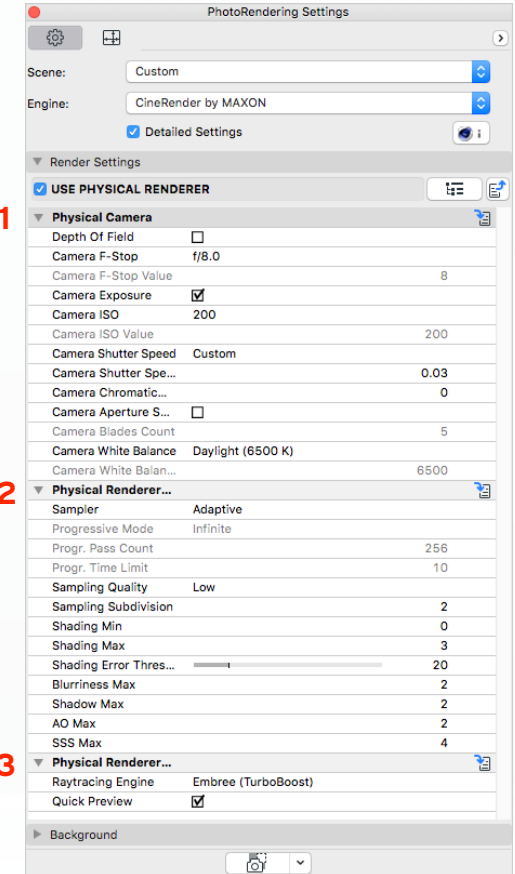 PhotoRendering Settings
Scene: Custom
Engine: CineRender by MAXON
Detailed Settings
i
Render Settings
USE PHYSICAL RENDERER
1 Physical Camera
Depth Of Field
Camera F-Stop f/8.0
Camera F-Stop Value 8
Camera Exposure
Camera ISO 200
Camera ISO Value 200
Camera Shutter Speed Custom
Camera Shutter Spe... 0.03
Camera Chromatic... 0
Camera Aperture S...
Camera Blades Count 5
Camera White Balance Daylight (6500 K)
Camera White Balan... 6500
2 Physical Renderer...
Sampler Adaptive
Progressive Mode Infinite
Progr. Pass Count 256
Progr. Time Limit 10
Sampling Quality Low
Sampling Subdivision 2
Shading Min 0
Shading Max 3
Shading Error Thres... 20
Blurriness Max 2
Shadow Max 2
AO Max 2
SSS Max 4
3 Physical Renderer...
Raytracing Engine Embree (TurboBoost)
Quick Preview
Background